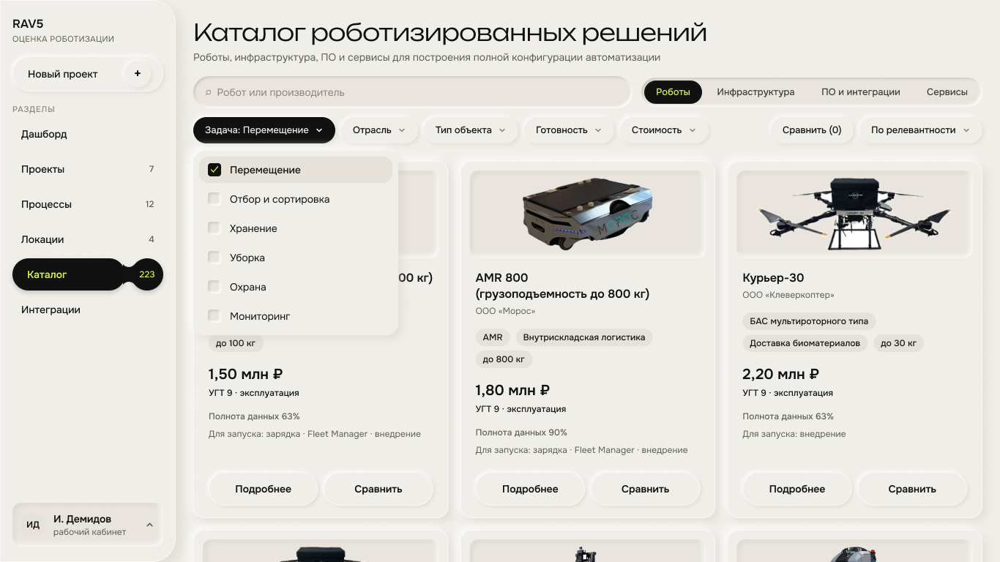 RAV5
ОЦЕНКА РОБОТИЗАЦИИ
Новый проект
+
РАЗДЕЛЫ
Дашборд
Проекты 7
Процессы 12
Локации 4
Каталог 223
Интеграции
ИД
И. Демидов
рабочий кабинет
Каталог роботизированных решений
Роботы, инфраструктура, ПО и сервисы для построения полной конфигурации автоматизации
Робот или производитель
Роботы Инфраструктура ПО и интеграции Сервисы
Задача: Перемещение Отрасль Тип объекта Готовность Стоимость Сравнить (0) По релевантности
Перемещение
Отбор и сортировка
Хранение
Уборка
Охрана
Мониторинг
00 кг)
до 100 кг
1,50 млн ₽
УГТ 9 · эксплуатация
Полнота данных 63%
Для запуска: зарядка · Fleet Manager · внедрение
Подробнее Сравнить
МОРОС
AMR 800
(грузоподъемность до 800 кг)
ООО «Морос»
AMR Внутрискладская логистика
до 800 кг
1,80 млн ₽
УГТ 9 · эксплуатация
Полнота данных 90%
Для запуска: зарядка · Fleet Manager · внедрение
Подробнее Сравнить
Курьер-30
ООО «Клеверкоптер»
БАС мультироторного типа
Доставка биоматериалов до 30 кг
2,20 млн ₽
УГТ 9 · эксплуатация
Полнота данных 63%
Для запуска: внедрение
Подробнее Сравнить